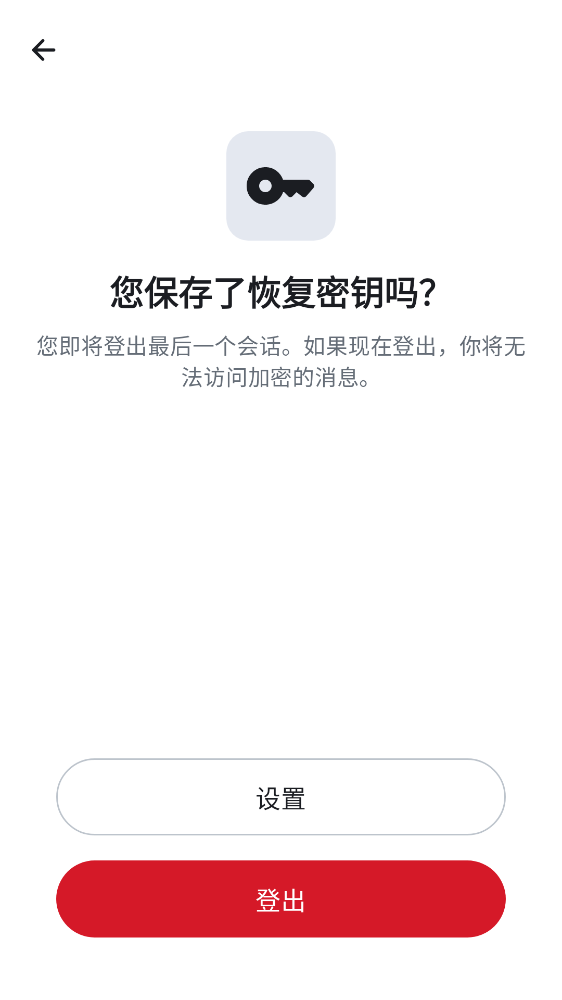 您保存了恢复密钥吗？
您即将登出最后一个会话。如果现在登出，你将无
法访问加密的消息。
设置
登出